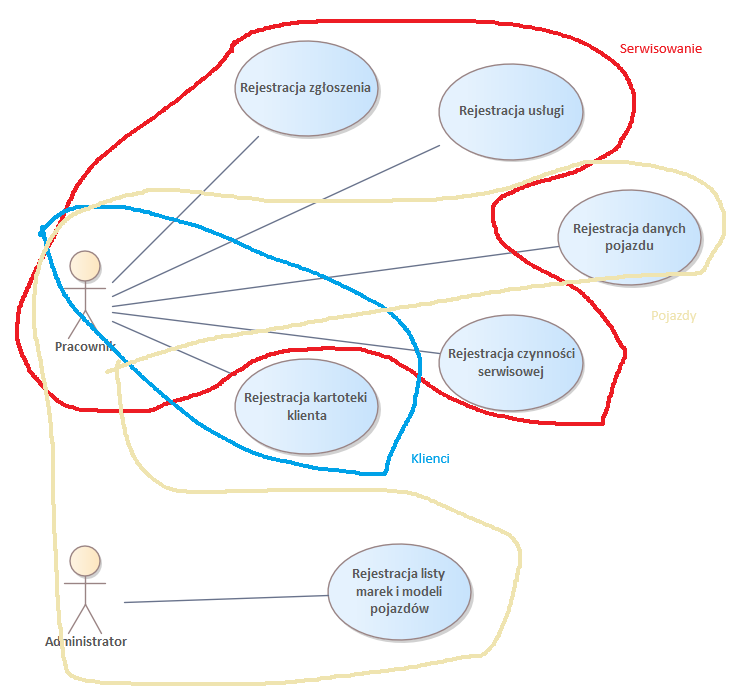 Serwisowanie
Rejestracja zgłoszenia
Rejestracja usługi
Rejestracja danych
pojazdu
Pojazdy
Pracownik
Rejestracja czynności
serwisowej
Rejestracja kartoteki
klienta
Klienci
Rejestracja listy
marek i modeli
pojazdów
Administrator